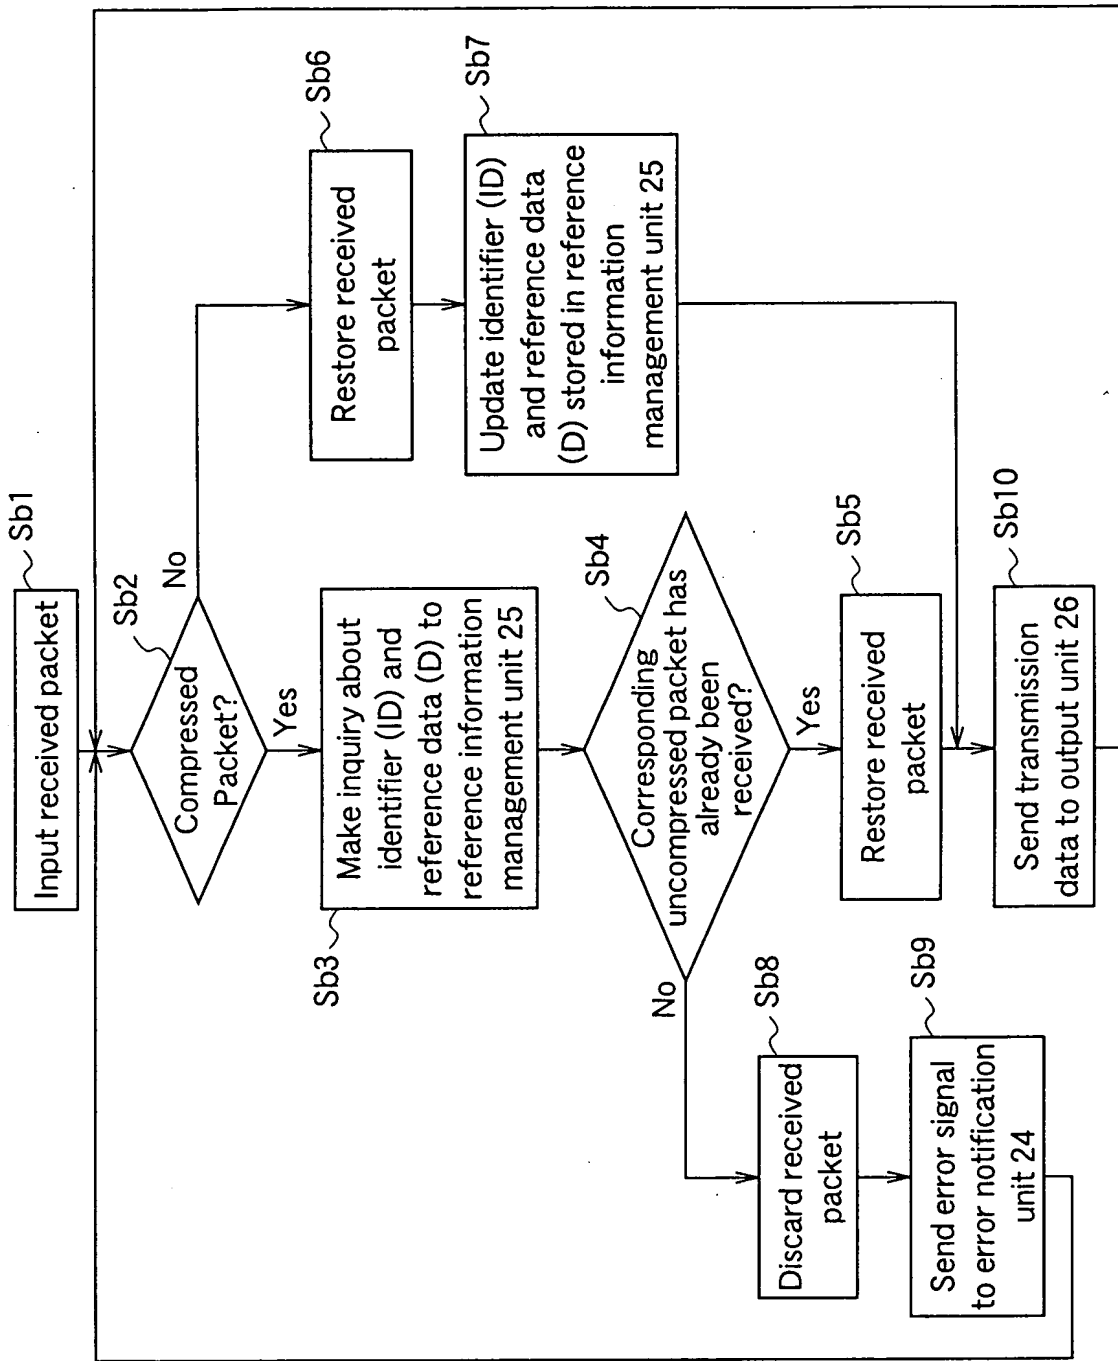 Input received packet
Sb1
Compressed
Packet?
Sb2
No
Yes
Make inquiry about
identifier (ID) and
reference data (D) to
reference information
management unit 25
Sb3
Corresponding
uncompressed packet has
already been
received?
Sb4
No
Yes
Restore received
packet
Sb5
Restore received
packet
Sb6
Update identifier (ID)
and reference data
(D) stored in reference
information
management unit 25
Sb7
Discard received
packet
Sb8
Send error signal
to error notification
unit 24
Sb9
Send transmission
data to output unit 26
Sb10